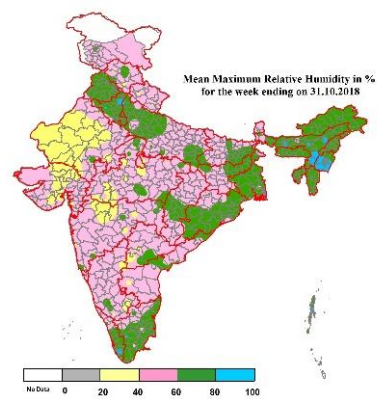 Mean Maximum Relative Humidity in %
for the week ending on 31.10.2018
No Data 0 20 40 60 80 100